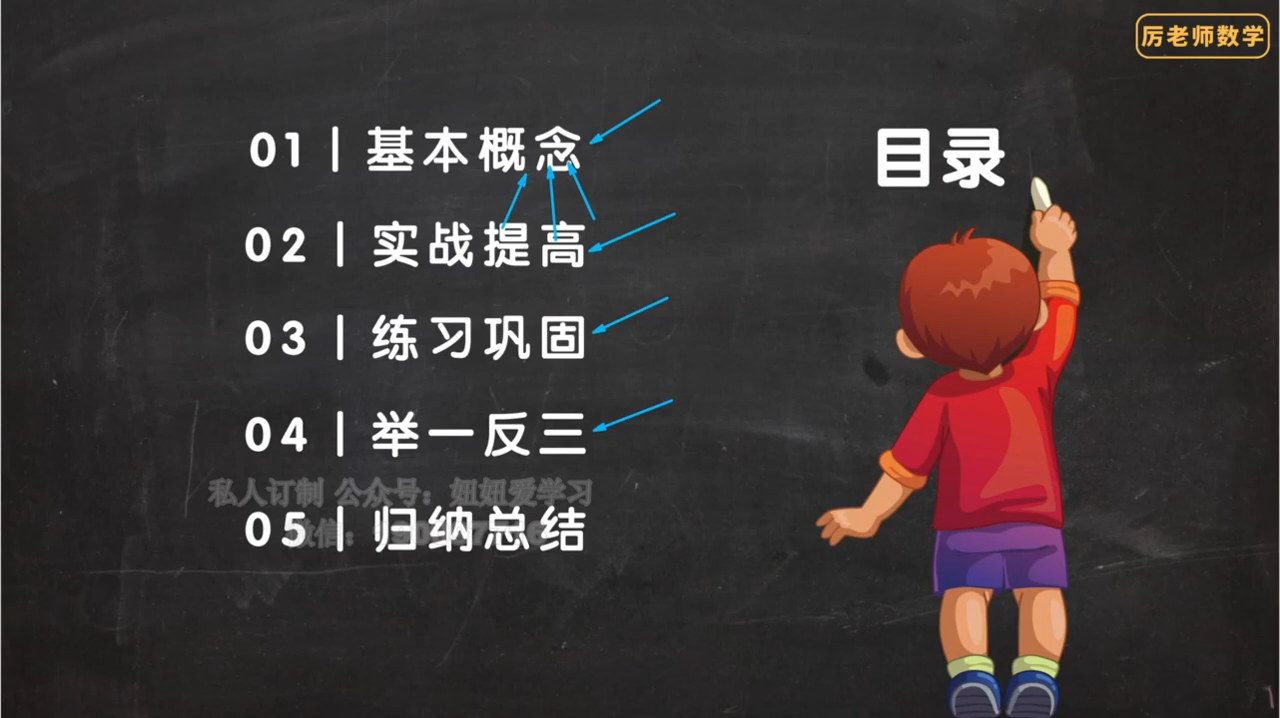 厉老师数学
目录
01｜基本概念
02｜实战提高
03｜练习巩固
04｜举一反三
私人订制 公众号：妞妞爱学习
05｜归纳总结
微信：